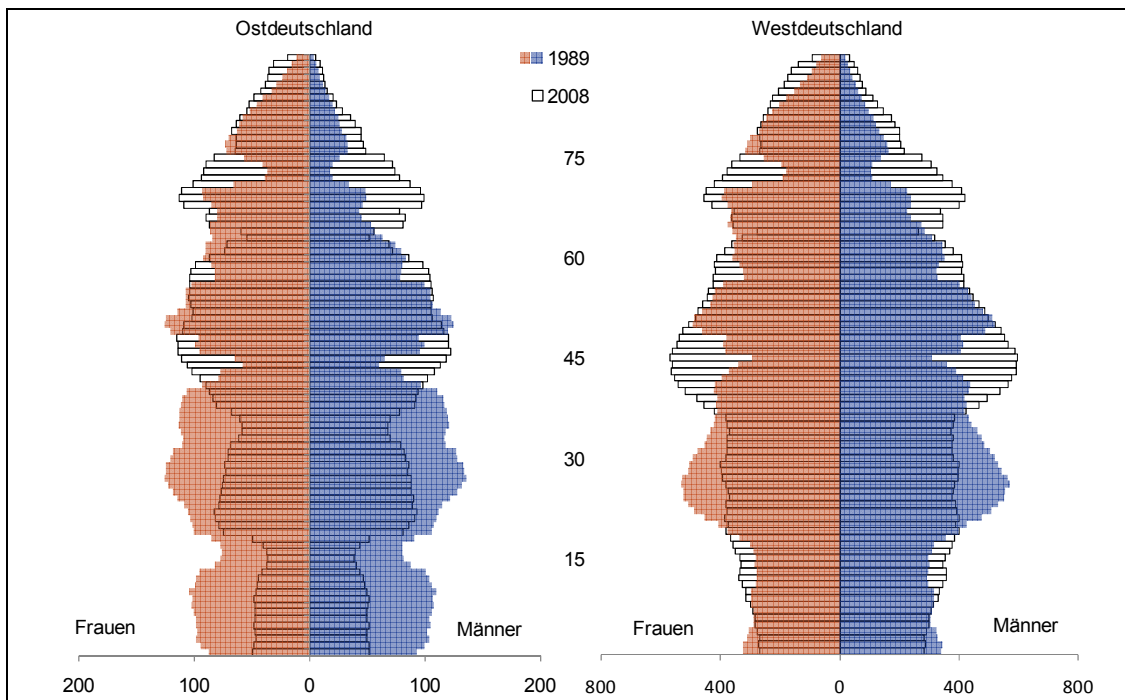 Ostdeutschland
Westdeutschland
1989
2008
75
60
45
30
15
Frauen
Männer
Frauen
Männer
200 100 0 100 200
800 400 0 400 800